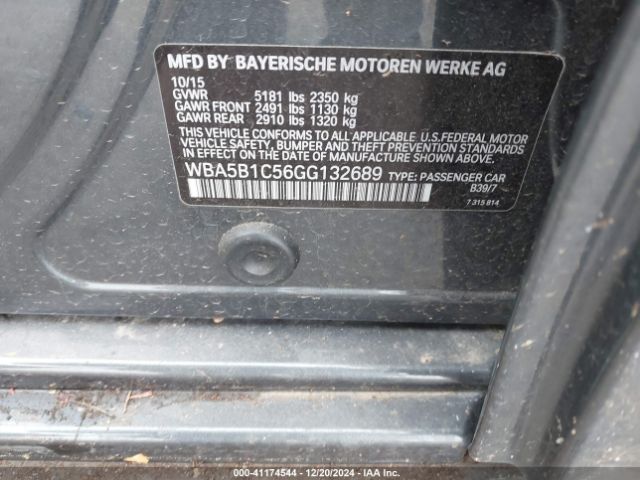 MFD BY BAYERISCHE MOTOREN WERKE AG
10/15
GVWR 5181 lbs 2350 kg
GAWR FRONT 2491 lbs 1130 kg
GAWR REAR 2910 lbs 1320 kg
THIS VEHICLE CONFORMS TO ALL APPLICABLE U.S.FEDERAL MOTOR
VEHICLE SAFETY, BUMPER AND THEFT PREVENTION STANDARDS
IN EFFECT ON THE DATE OF MANUFACTURE SHOWN ABOVE.
WBA5B1C56GG132689 TYPE: PASSENGER CAR
B39/7
7 315 814
000-41174544 | 12/20/2024 | IAA Inc.